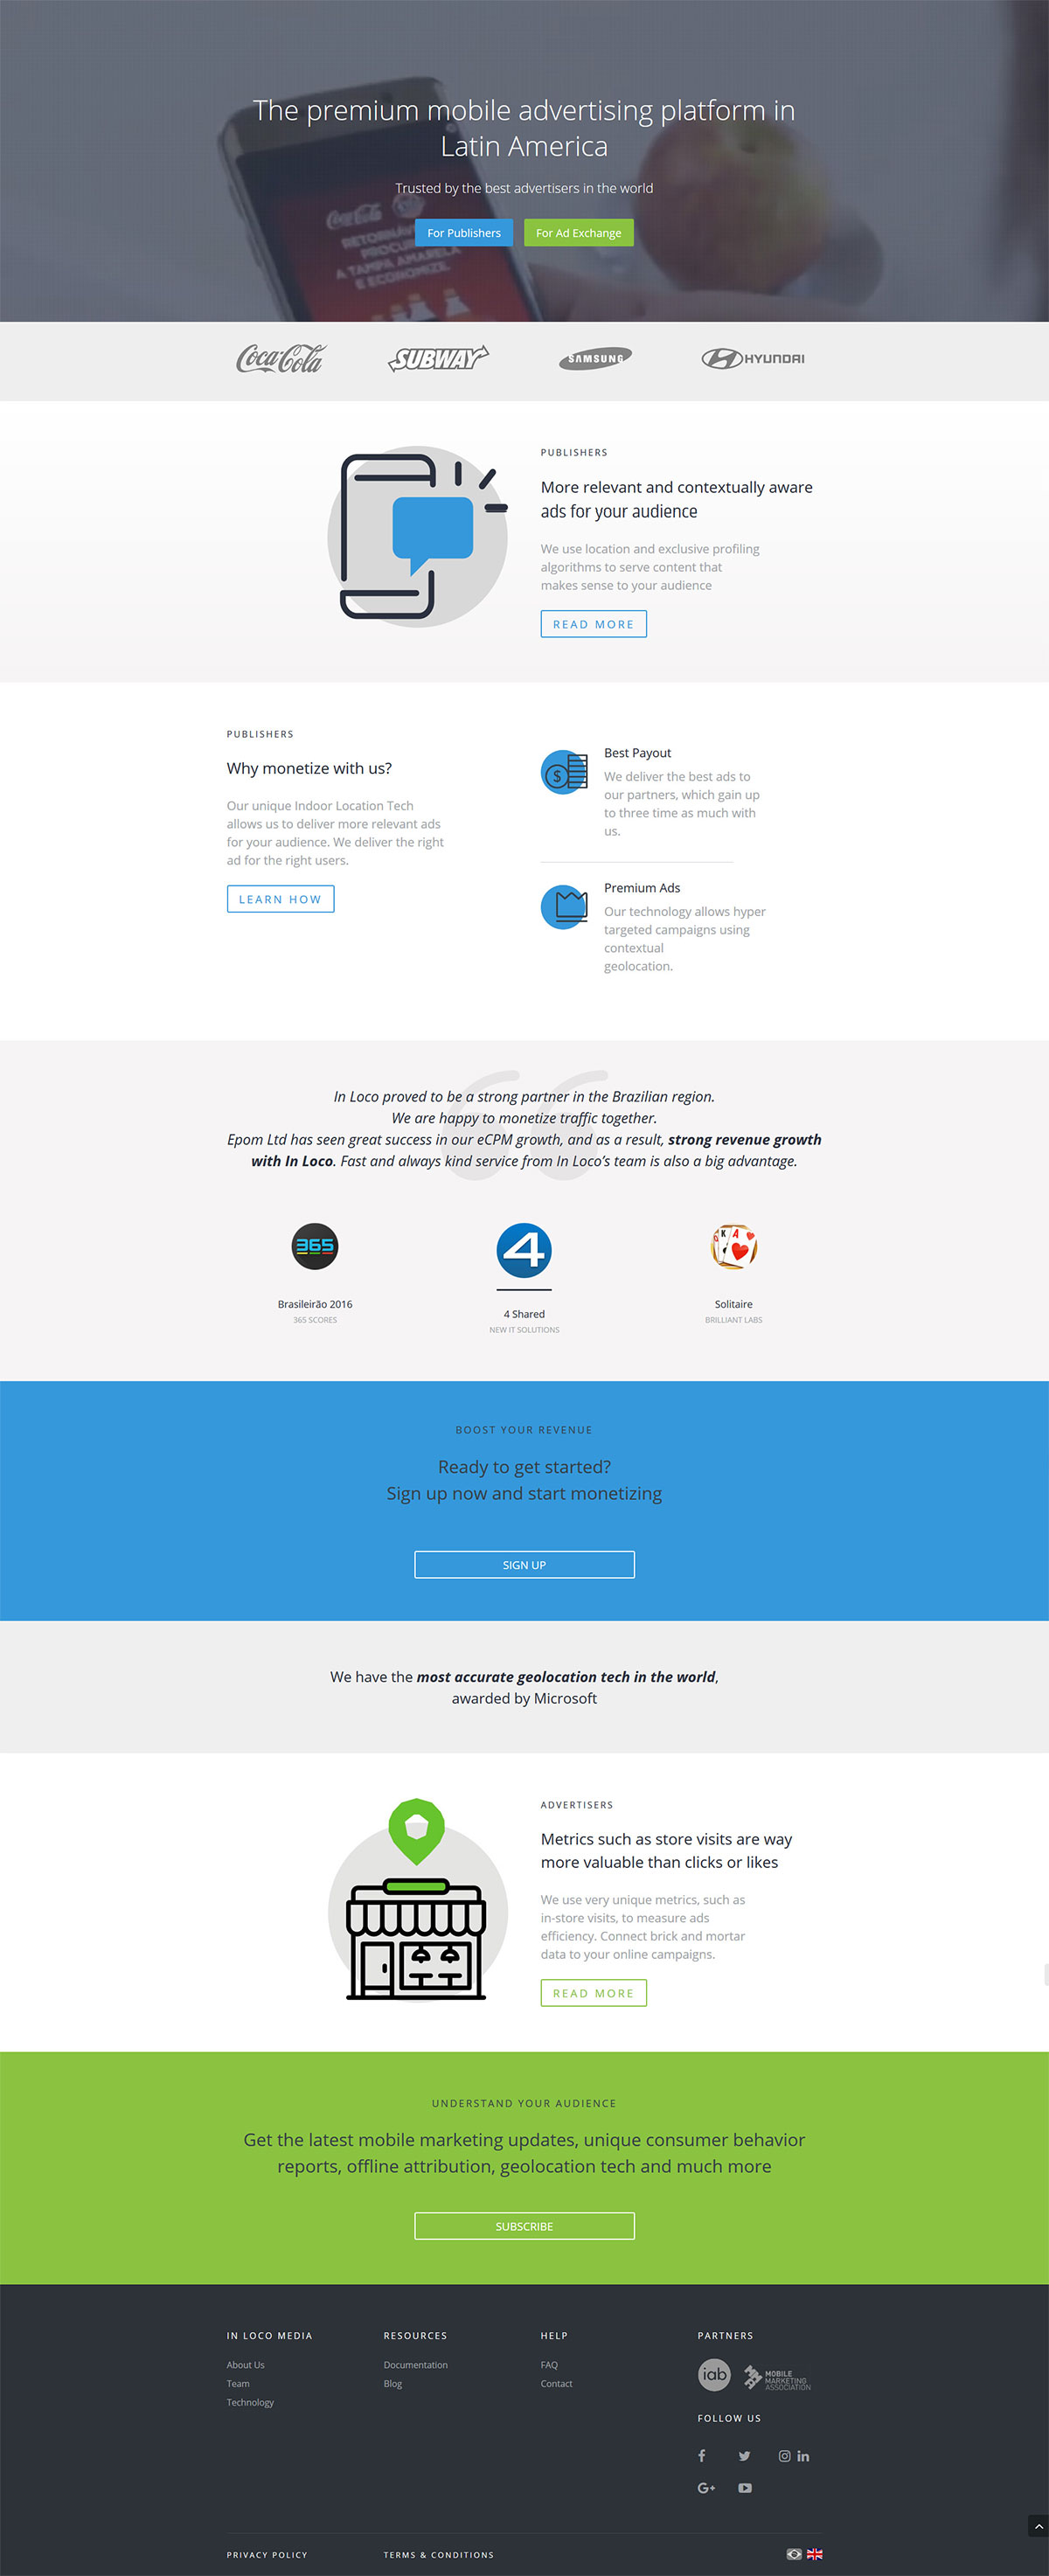 The premium mobile advertising platform in
Latin America
Trusted by the best advertisers in the world
For Publishers
For Ad Exchange
Coca-Cola
A TAMPA AMARELA
E ECONOMIZE.
Coca-Cola
SUBWAY
SAMSUNG
HYUNDAI
PUBLISHERS
More relevant and contextually aware
ads for your audience
We use location and exclusive profiling
algorithms to serve content that
makes sense to your audience
READ MORE
PUBLISHERS
Why monetize with us?
Our unique Indoor Location Tech
allows us to deliver more relevant ads
for your audience. We deliver the right
ad for the right users.
LEARN HOW
$
Best Payout
We deliver the best ads to
our partners, which gain up
to three time as much with
us.
Premium Ads
Our technology allows hyper
targeted campaigns using
contextual
geolocation.
In Loco proved to be a strong partner in the Brazilian region.
We are happy to monetize traffic together.
Epom Ltd has seen great success in our eCPM growth, and as a result, strong revenue growth
with In Loco. Fast and always kind service from In Loco’s team is also a big advantage.
365
Brasileirão 2016
365 SCORES
4
4 Shared
NEW IT SOLUTIONS
Q K A
Solitaire
BRILLIANT LABS
BOOST YOUR REVENUE
Ready to get started?
Sign up now and start monetizing
SIGN UP
We have the most accurate geolocation tech in the world,
awarded by Microsoft
ADVERTISERS
Metrics such as store visits are way
more valuable than clicks or likes
We use very unique metrics, such as
in-store visits, to measure ads
efficiency. Connect brick and mortar
data to your online campaigns.
READ MORE
UNDERSTAND YOUR AUDIENCE
Get the latest mobile marketing updates, unique consumer behavior
reports, offline attribution, geolocation tech and much more
SUBSCRIBE
IN LOCO MEDIA
About Us
Team
Technology
RESOURCES
Documentation
Blog
HELP
FAQ
Contact
PARTNERS
iab
MOBILE
MARKETING
ASSOCIATION
FOLLOW US
PRIVACY POLICY
TERMS & CONDITIONS